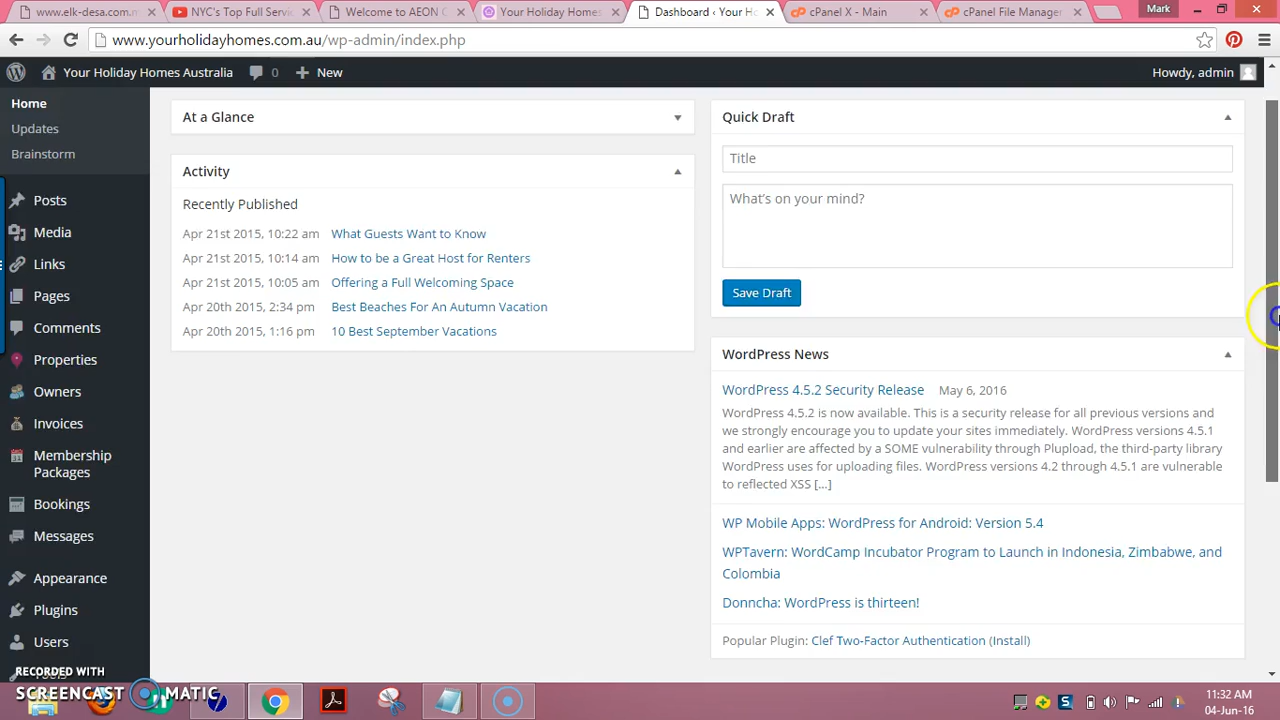 www.elk-desa.com.m
NYC's Top Full Servic
Welcome to AEON C
Your Holiday Homes
Dashboard ‹ Your Ho
cPanel X - Main
cPanel File Manager
Mark
www.yourholidayhomes.com.au/wp-admin/index.php
Your Holiday Homes Australia
0
New
Howdy, admin
Home
Updates
Brainstorm
Posts
Media
Links
Pages
Comments
Properties
Owners
Invoices
Membership
Packages
Bookings
Messages
Appearance
Plugins
Users
At a Glance
Activity
Recently Published
Apr 21st 2015, 10:22 am What Guests Want to Know
Apr 21st 2015, 10:14 am How to be a Great Host for Renters
Apr 21st 2015, 10:05 am Offering a Full Welcoming Space
Apr 20th 2015, 2:34 pm Best Beaches For An Autumn Vacation
Apr 20th 2015, 1:16 pm 10 Best September Vacations
Quick Draft
Title
What's on your mind?
Save Draft
WordPress News
WordPress 4.5.2 Security Release May 6, 2016
WordPress 4.5.2 is now available. This is a security release for all previous versions and
we strongly encourage you to update your sites immediately. WordPress versions 4.5.1
and earlier are affected by a SOME vulnerability through Plupload, the third-party library
WordPress uses for uploading files. WordPress versions 4.2 through 4.5.1 are vulnerable
to reflected XSS [...]
WP Mobile Apps: WordPress for Android: Version 5.4
WPTavern: WordCamp Incubator Program to Launch in Indonesia, Zimbabwe, and
Colombia
Donncha: WordPress is thirteen!
Popular Plugin: Clef Two-Factor Authentication (Install)
RECORDED WITH
SCREENCAST MATIC
11:32 AM
04-Jun-16